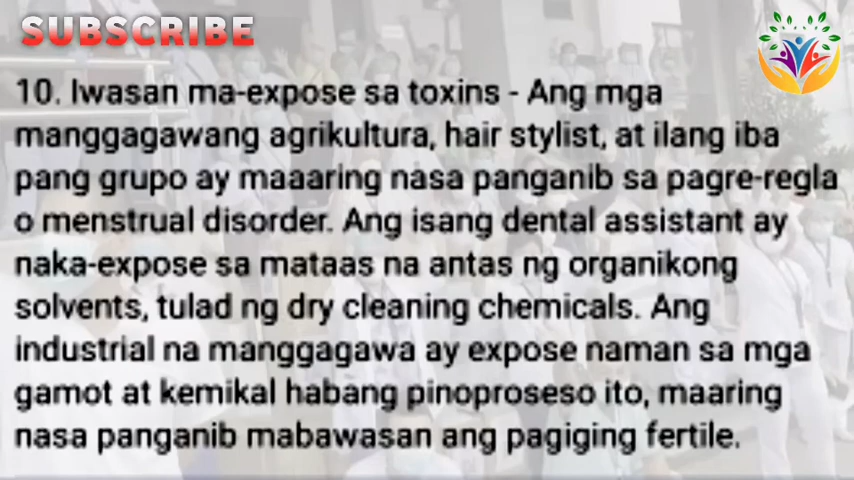 SUBSCRIBE
10. Iwasan ma-expose sa toxins - Ang mga
manggagawang agrikultura, hair stylist, at ilang iba
pang grupo ay maaaring nasa panganib sa pagre-regla
o menstrual disorder. Ang isang dental assistant ay
naka-expose sa mataas na antas ng organikong
solvents, tulad ng dry cleaning chemicals. Ang
industrial na manggagawa ay expose naman sa mga
gamot at kemikal habang pinoproseso ito, maaring
nasa panganib mabawasan ang pagiging fertile.